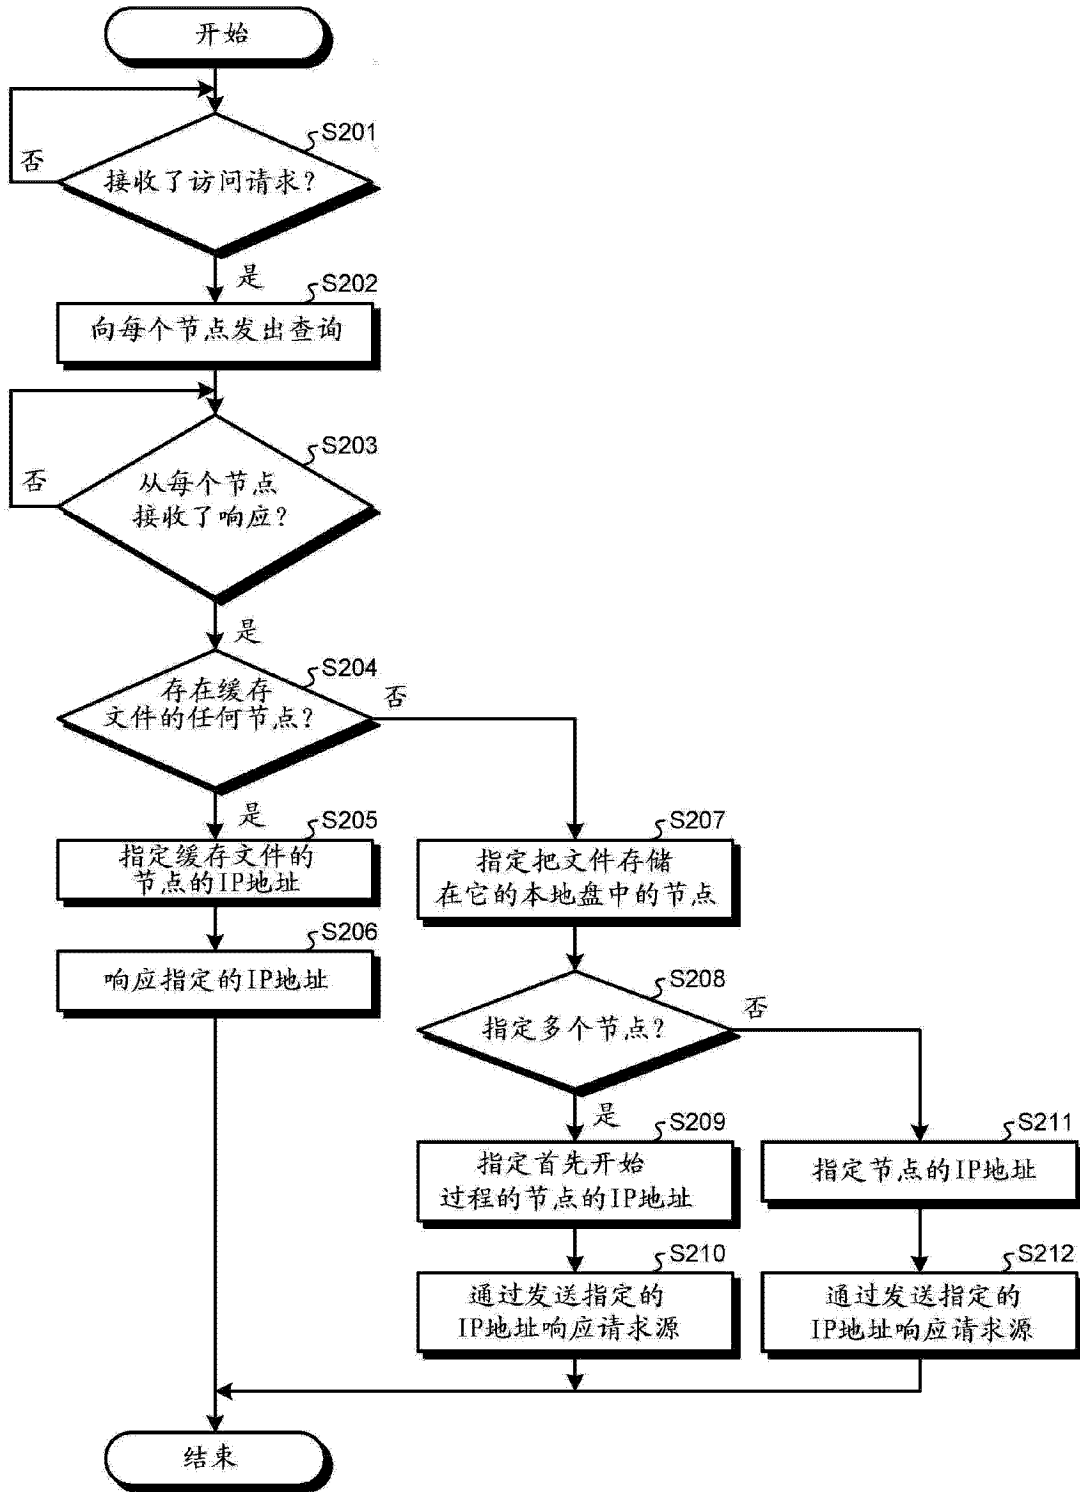 开始
S201
否
接收了访问请求?
是
S202
向每个节点发出查询
S203
否
从每个节点
接收了响应?
是
S204
否
存在缓存
文件的任何节点?
是
S205
指定缓存文件的
节点的IP地址
S207
指定把文件存储
在它的本地盘中的节点
S206
响应指定的IP地址
S208
否
指定多个节点?
是
S209
指定首先开始
过程的节点的IP地址
S211
指定节点的IP地址
S210
通过发送指定的
IP地址响应请求源
S212
通过发送指定的
IP地址响应请求源
结束